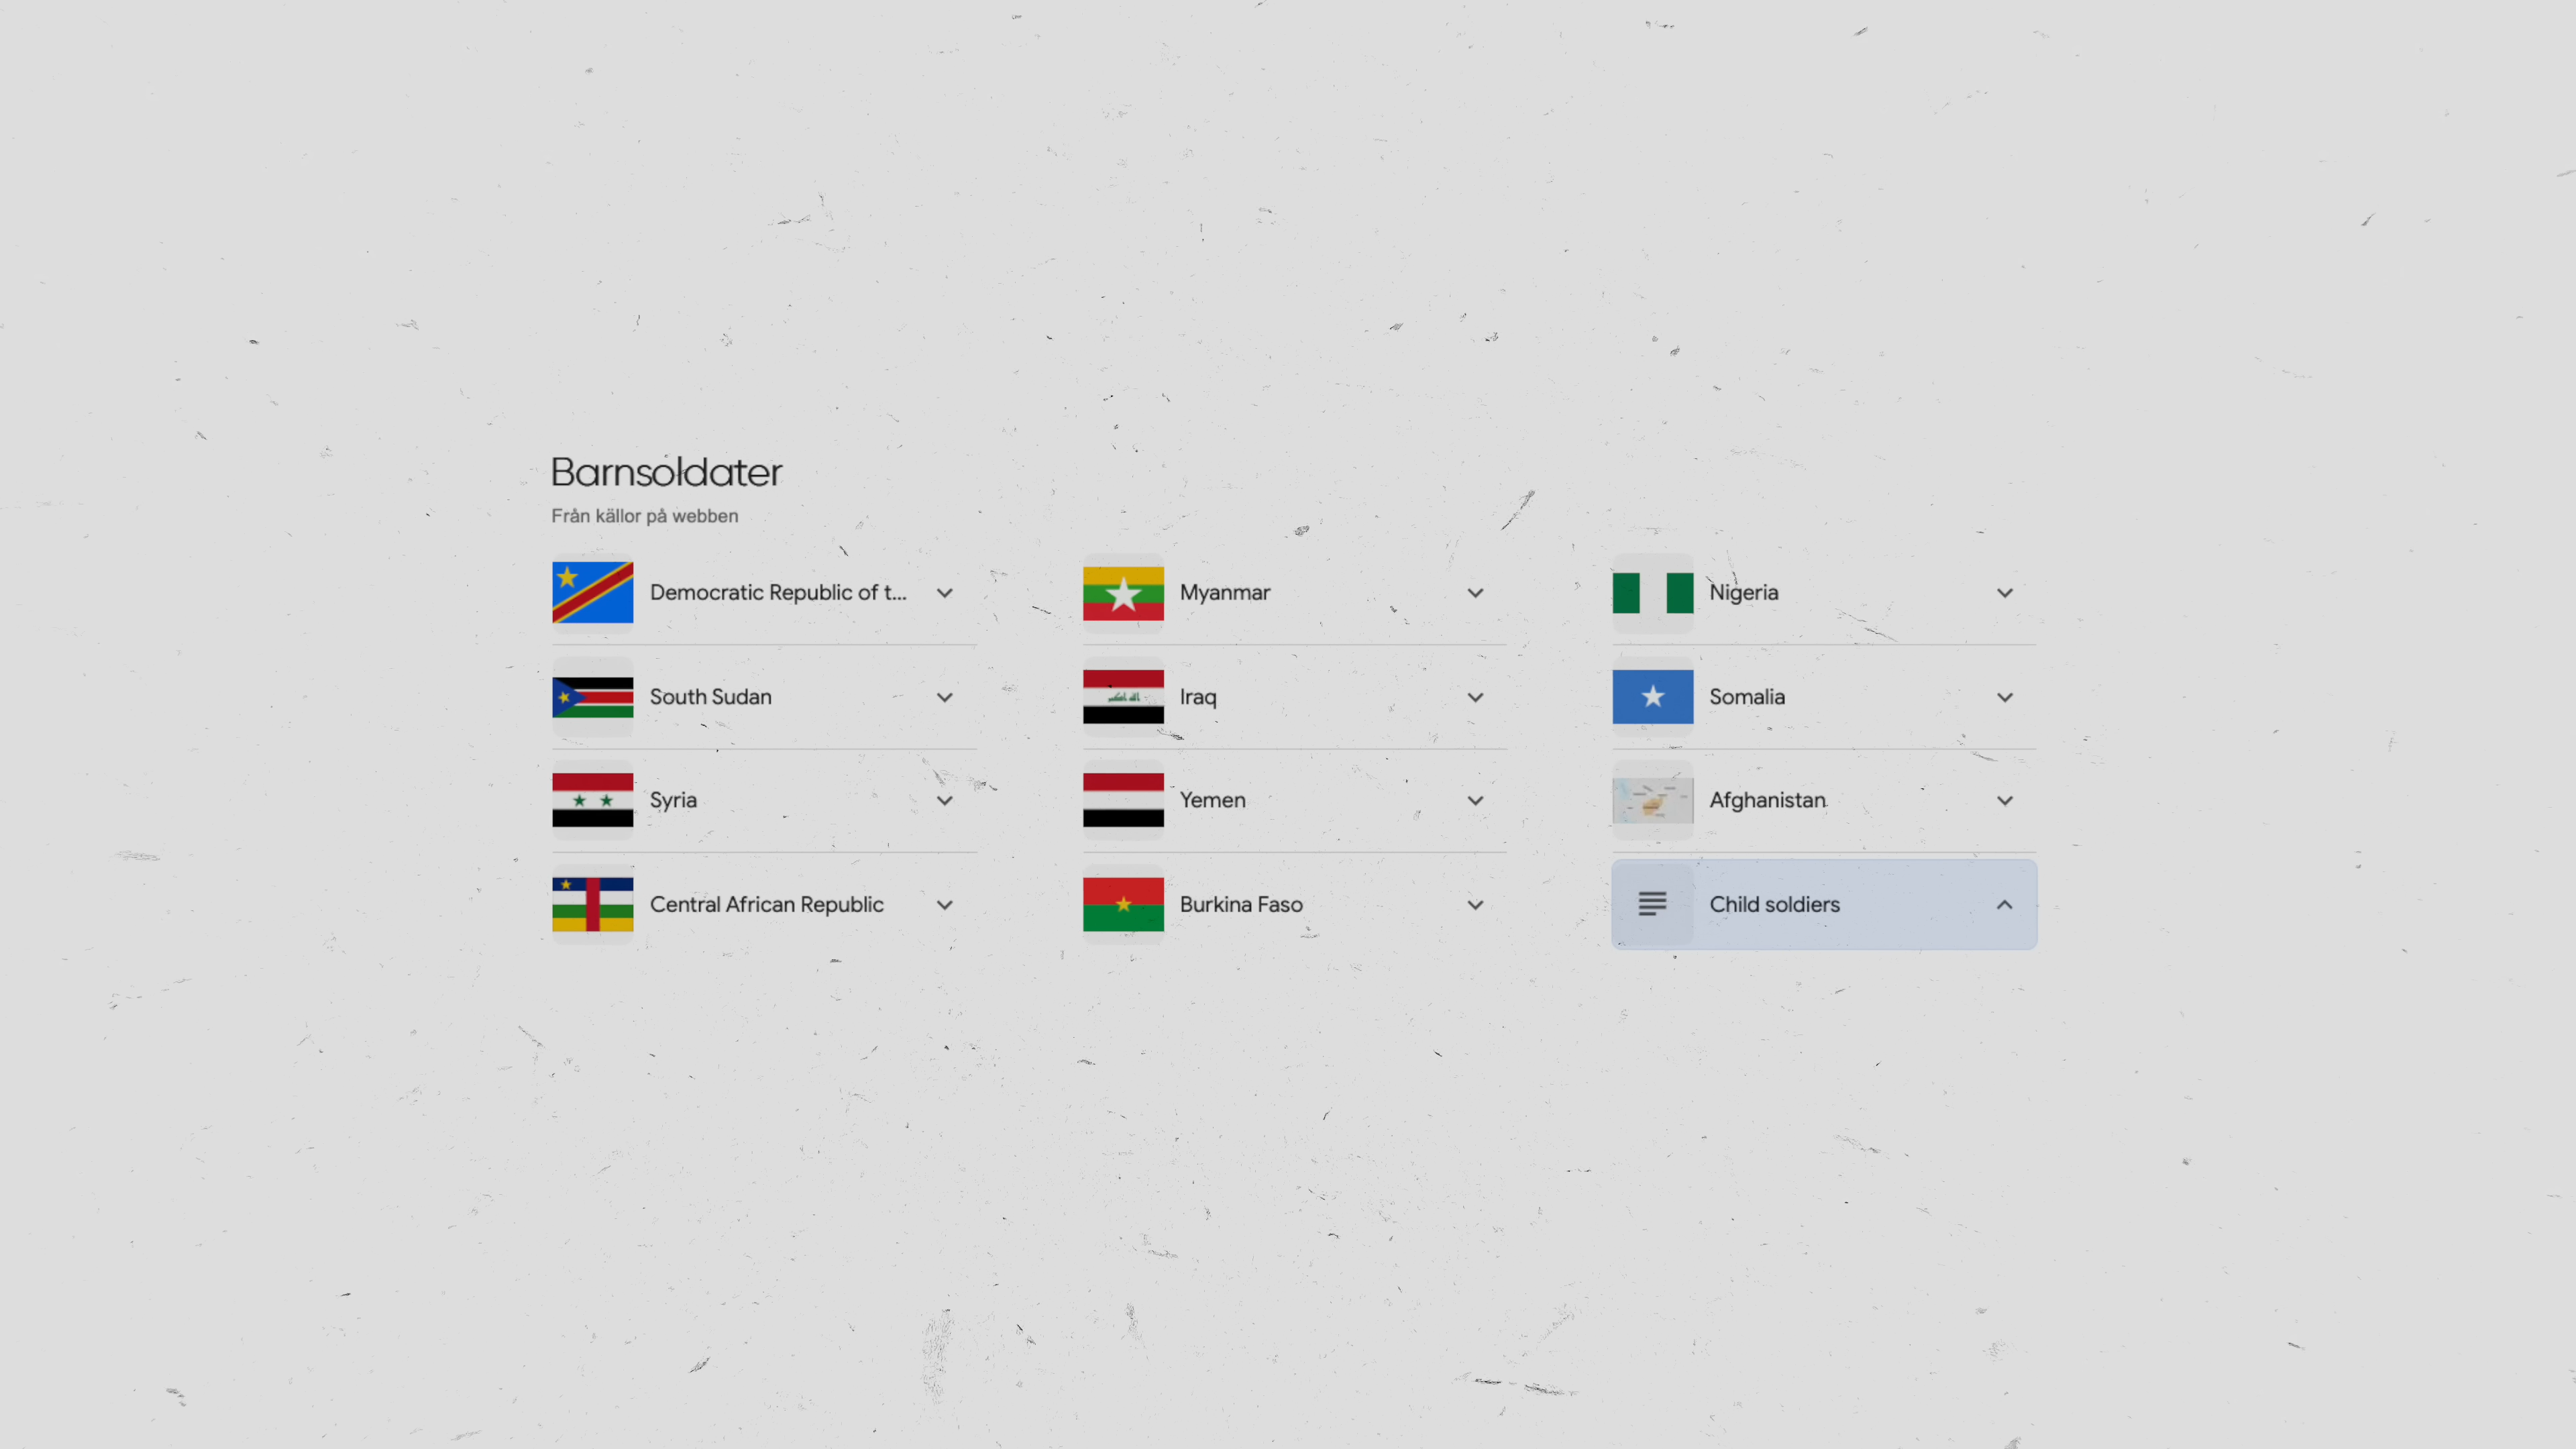 Barnsoldater
Från källor på webben
Democratic Republic of t...
Myanmar
Nigeria
South Sudan
Iraq
Somalia
Syria
Yemen
Afghanistan
Central African Republic
Burkina Faso
Child soldiers